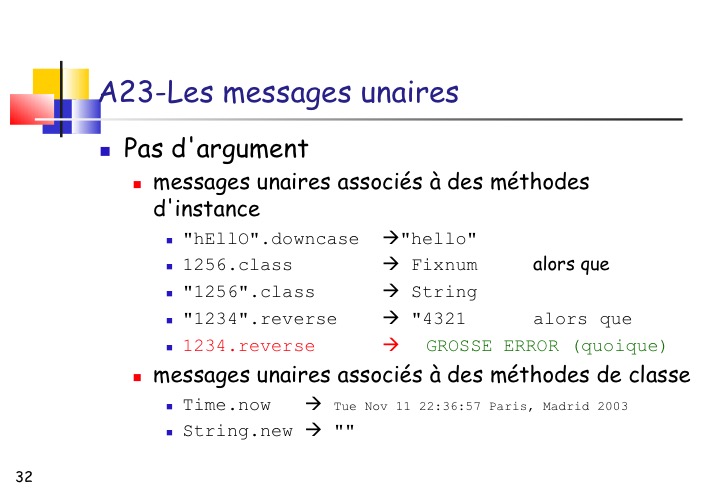 A23-Les messages unaires
Pas d'argument
messages unaires associés à des méthodes
d'instance
"hEllO".downcase →"hello"
1256.class → Fixnum alors que
"1256".class → String
"1234".reverse → "4321 alors que
1234.reverse → GROSSE ERROR (quoique)
messages unaires associés à des méthodes de classe
Time.now → Tue Nov 11 22:36:57 Paris, Madrid 2003
String.new → ""
32